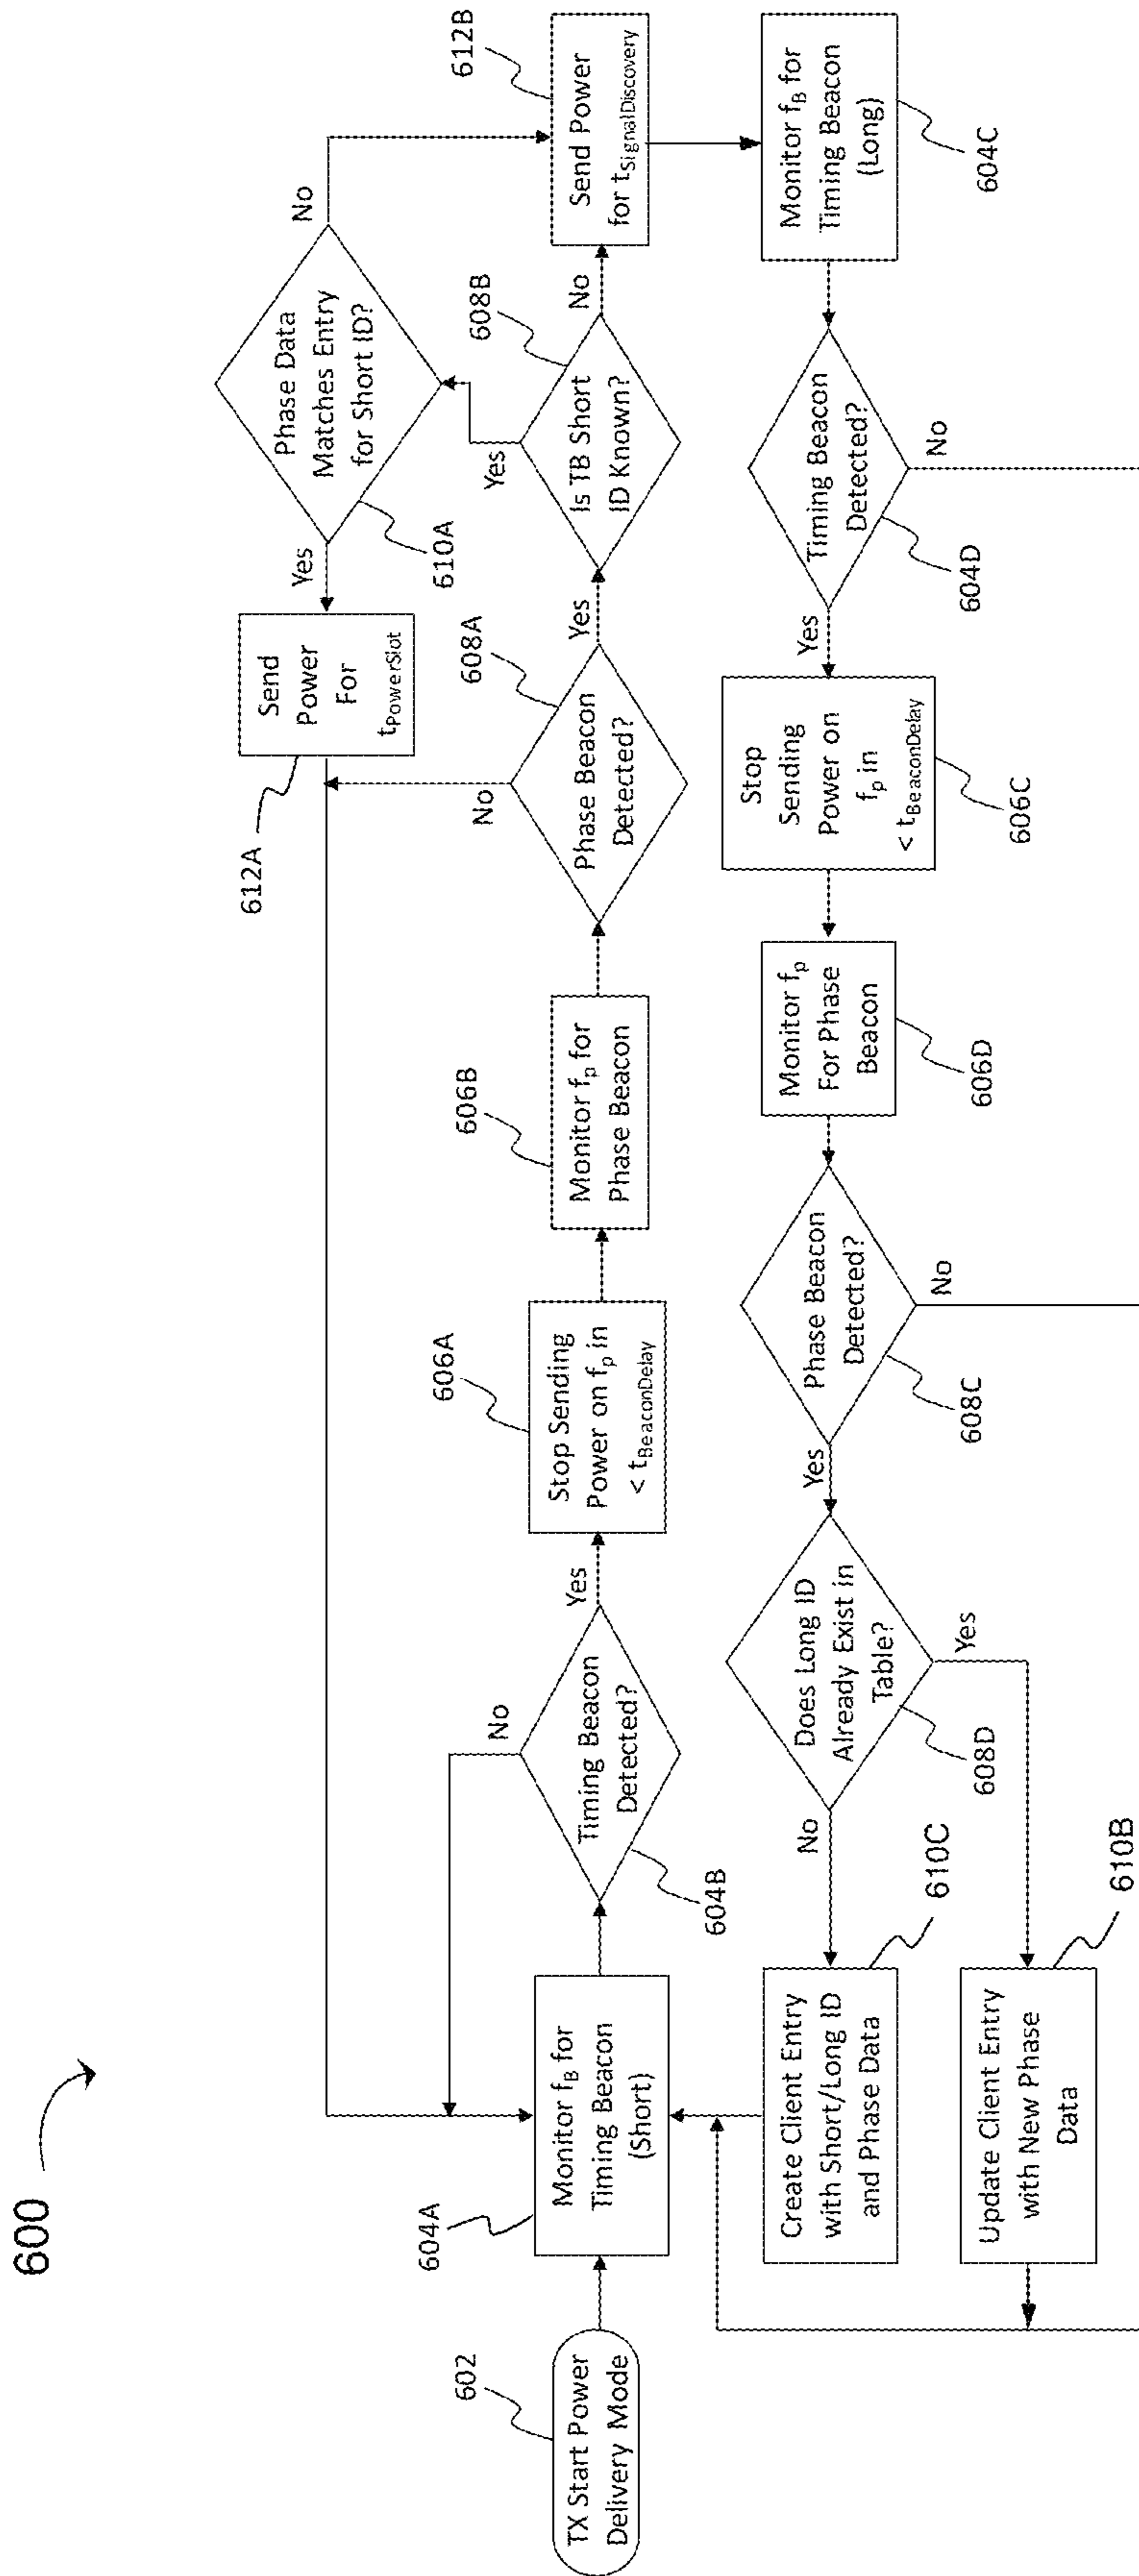 600
602
TX Start Power
Delivery Mode
604A
Monitor f_B for
Timing Beacon
(Short)
604B
Timing Beacon
Detected?
No
Yes
606A
Stop Sending
Power on f_p in
< t_BeaconDelay
606B
Monitor f_p for
Phase Beacon
608A
Phase Beacon
Detected?
No
Yes
608B
Is TB Short
ID Known?
Yes
No
610A
Phase Data
Matches Entry
for Short ID?
Yes
No
612A
Send
Power
For
t_PowerSlot
612B
Send Power
for t_SignalDiscovery
604C
Monitor f_B for
Timing Beacon
(Long)
604D
Timing Beacon
Detected?
No
Yes
606C
Stop
Sending
Power on
f_p in
< t_BeaconDelay
606D
Monitor f_p
For Phase
Beacon
608C
Phase Beacon
Detected?
No
Yes
608D
Does Long ID
Already Exist in
Table?
No
Yes
610C
Create Client Entry
with Short/Long ID
and Phase Data
610B
Update Client Entry
with New Phase
Data